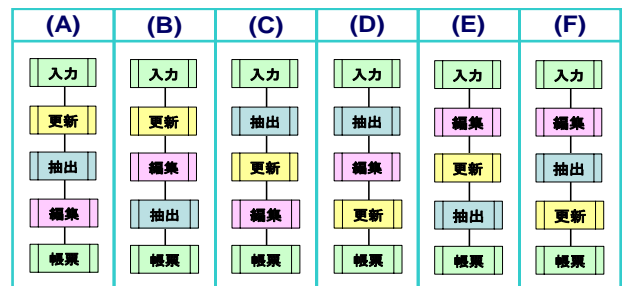 (A) (B) (C) (D) (E) (F)
入力 入力 入力 入力 入力 入力
更新 更新 抽出 抽出 編集 編集
抽出 編集 更新 編集 更新 抽出
編集 抽出 編集 更新 抽出 更新
帳票 帳票 帳票 帳票 帳票 帳票